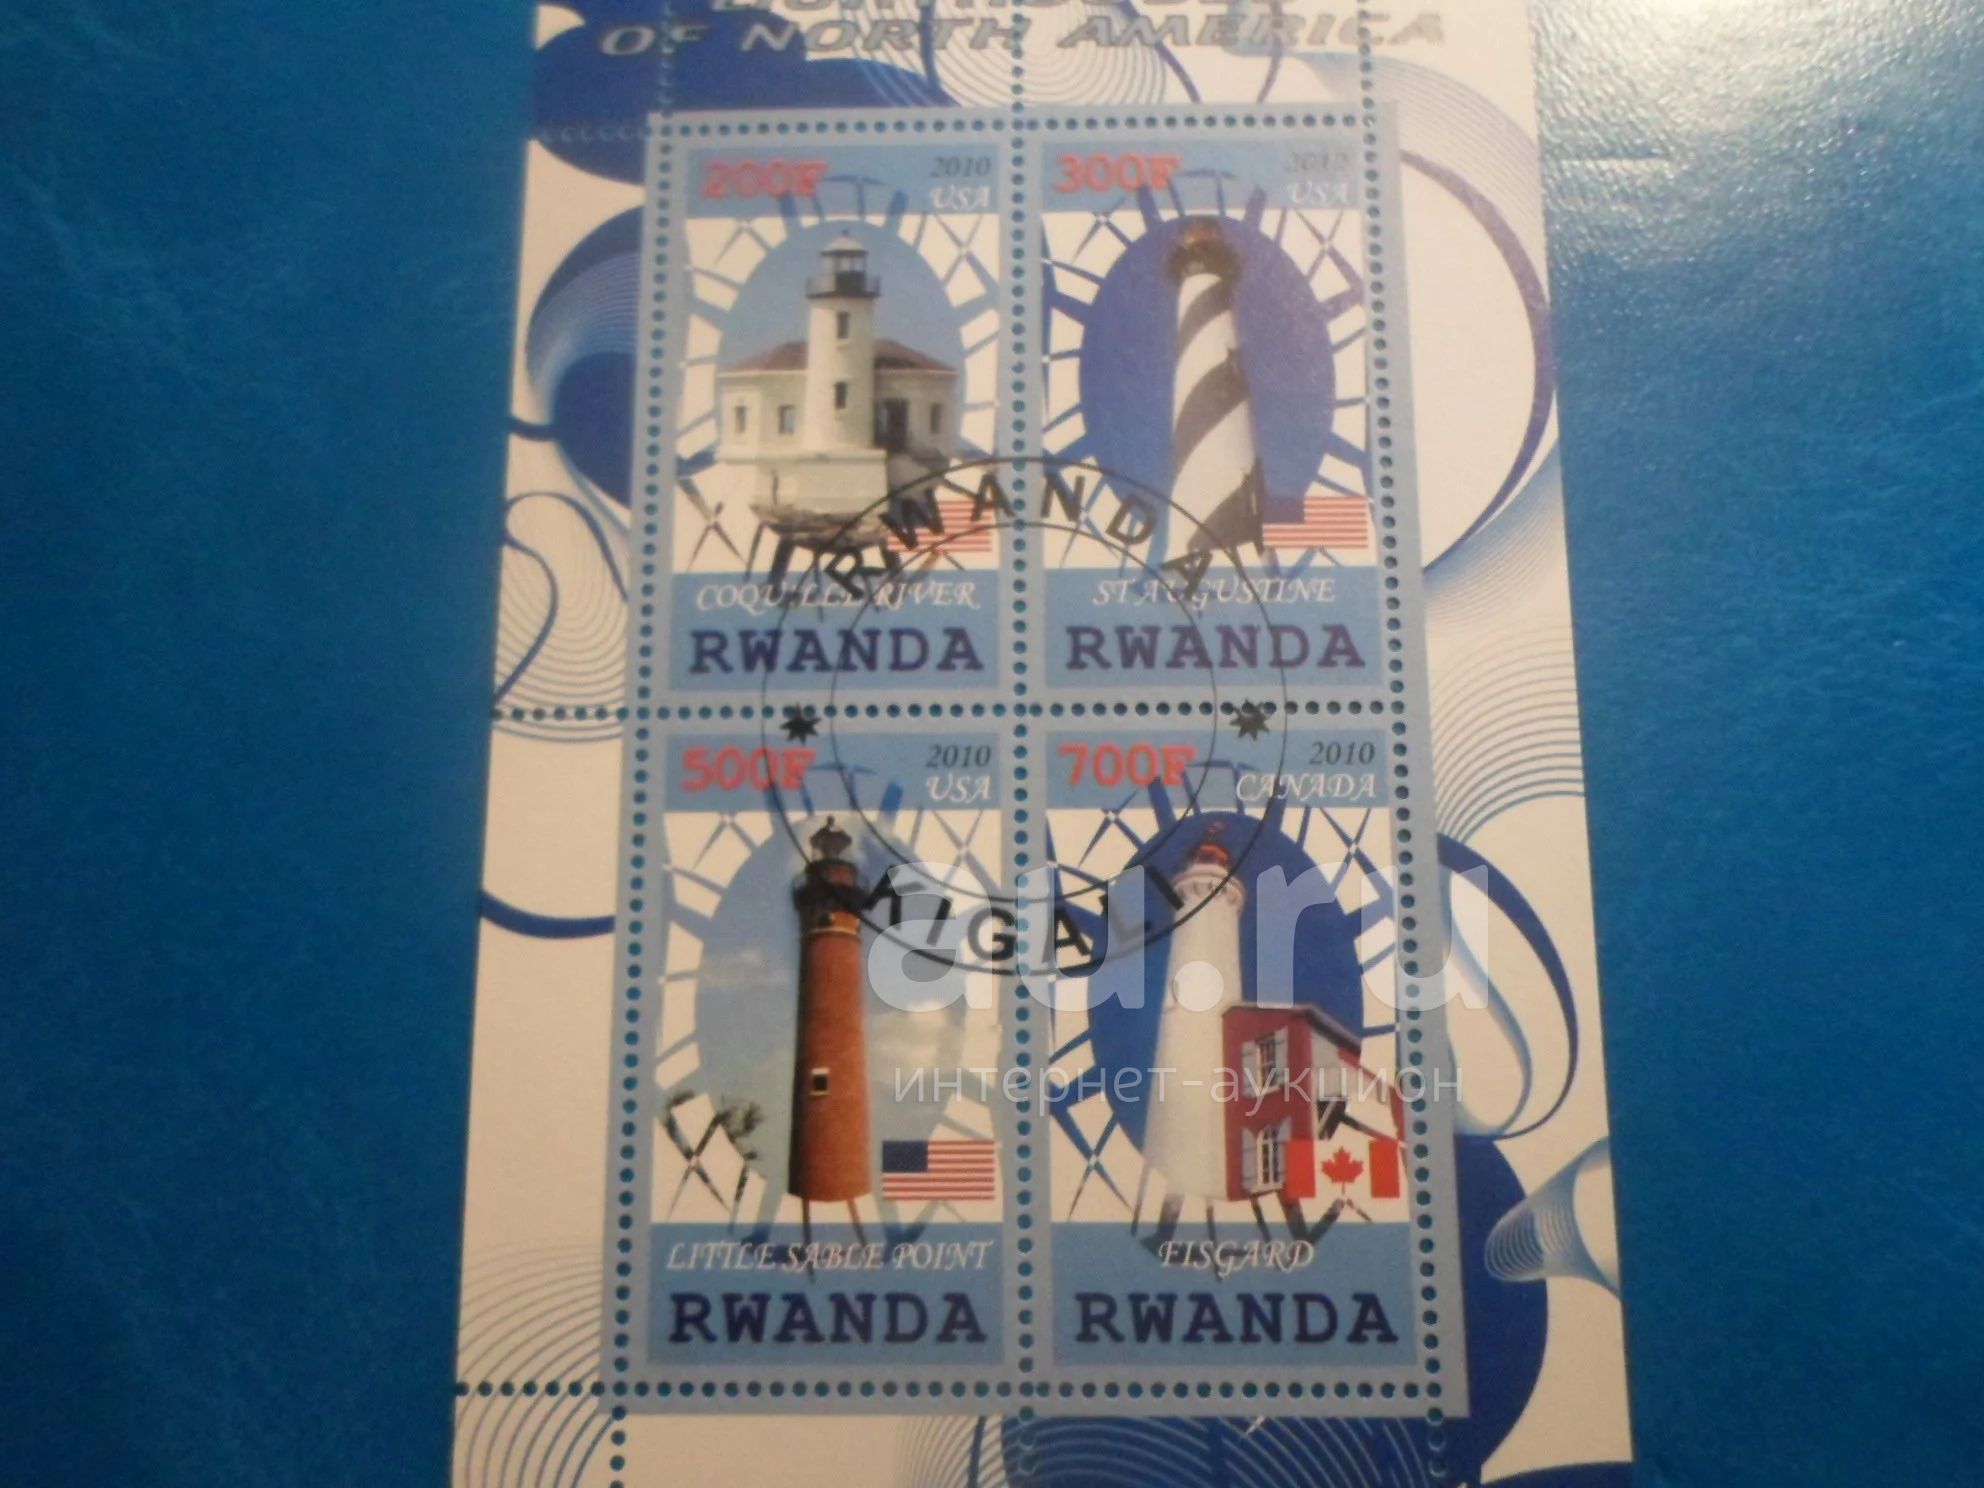 LIGHTHOUSES
OF NORTH AMERICA
200F
2010
USA
COQUILLE RIVER
RWANDA
300F
2010
USA
ST AUGUSTINE
RWANDA
RWANDA
KIGALI
500F
2010
USA
LITTLE SABLE POINT
RWANDA
700F
2010
CANADA
FISGARD
RWANDA
au.ru
интернет-аукцион